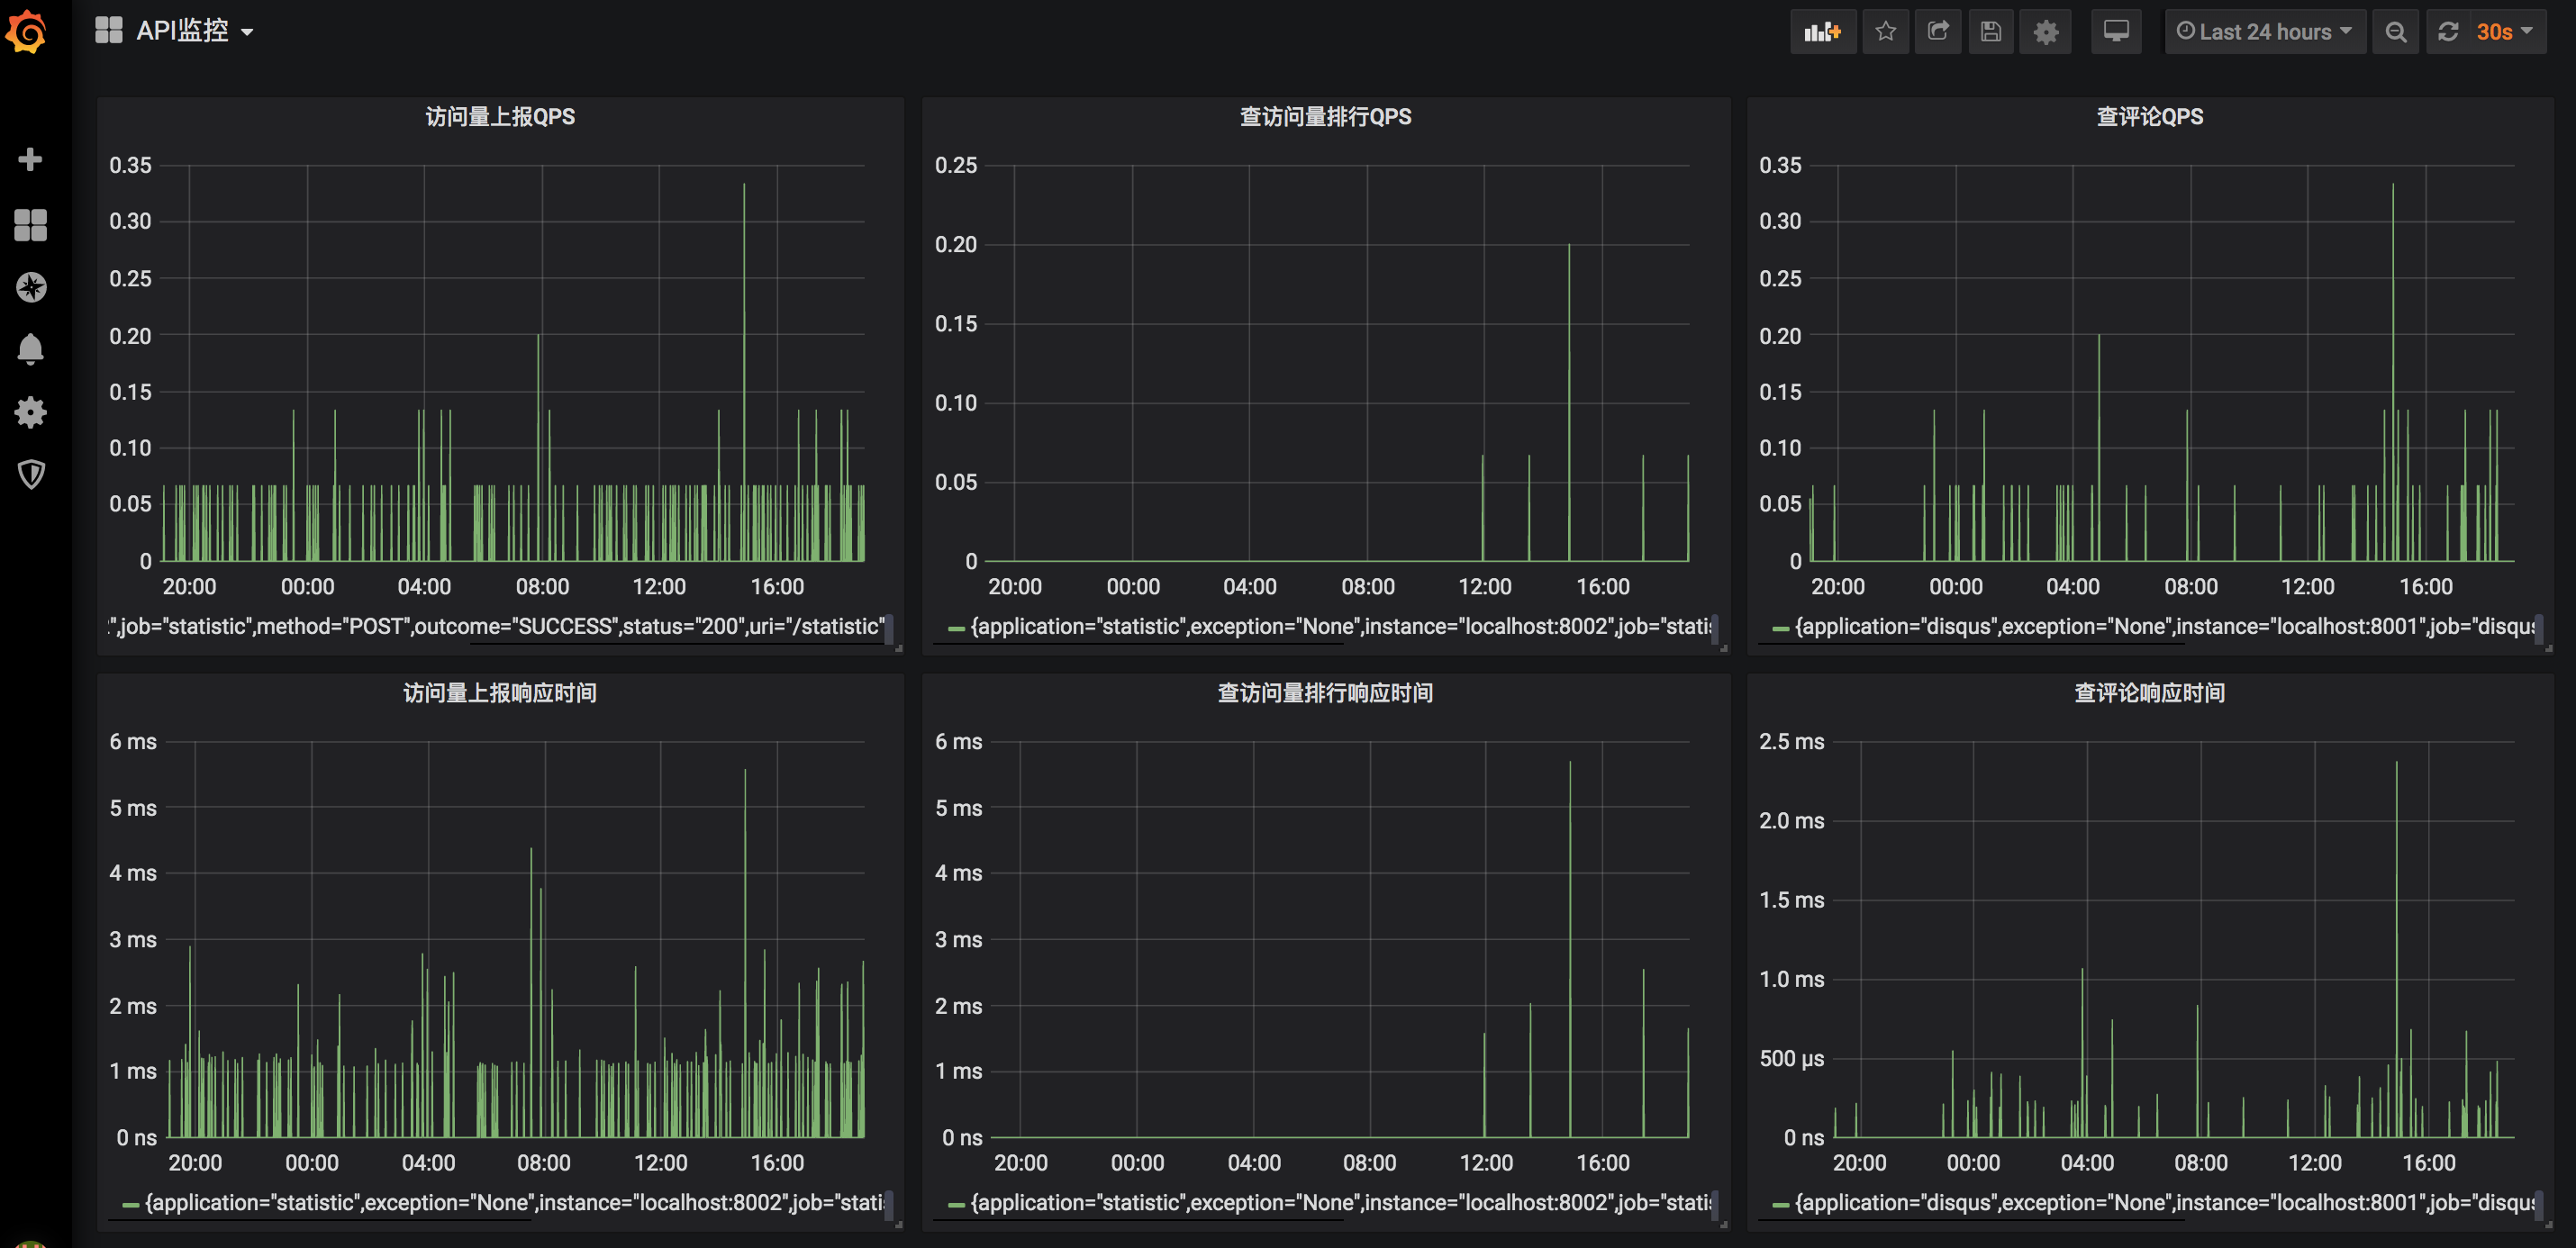 API监控
Last 24 hours
30s
访问量上报QPS
0.35
0.30
0.25
0.20
0.15
0.10
0.05
0
20:00 00:00 04:00 08:00 12:00 16:00
",job="statistic",method="POST",outcome="SUCCESS",status="200",uri="/statistic"
查访问量排行QPS
0.25
0.20
0.15
0.10
0.05
0
20:00 00:00 04:00 08:00 12:00 16:00
{application="statistic",exception="None",instance="localhost:8002",job="statis
查评论QPS
0.35
0.30
0.25
0.20
0.15
0.10
0.05
0
20:00 00:00 04:00 08:00 12:00 16:00
{application="disqus",exception="None",instance="localhost:8001",job="disqus
访问量上报响应时间
6 ms
5 ms
4 ms
3 ms
2 ms
1 ms
0 ns
20:00 00:00 04:00 08:00 12:00 16:00
{application="statistic",exception="None",instance="localhost:8002",job="statis
查访问量排行响应时间
6 ms
5 ms
4 ms
3 ms
2 ms
1 ms
0 ns
20:00 00:00 04:00 08:00 12:00 16:00
{application="statistic",exception="None",instance="localhost:8002",job="statis
查评论响应时间
2.5 ms
2.0 ms
1.5 ms
1.0 ms
500 µs
0 ns
20:00 00:00 04:00 08:00 12:00 16:00
{application="disqus",exception="None",instance="localhost:8001",job="disqus